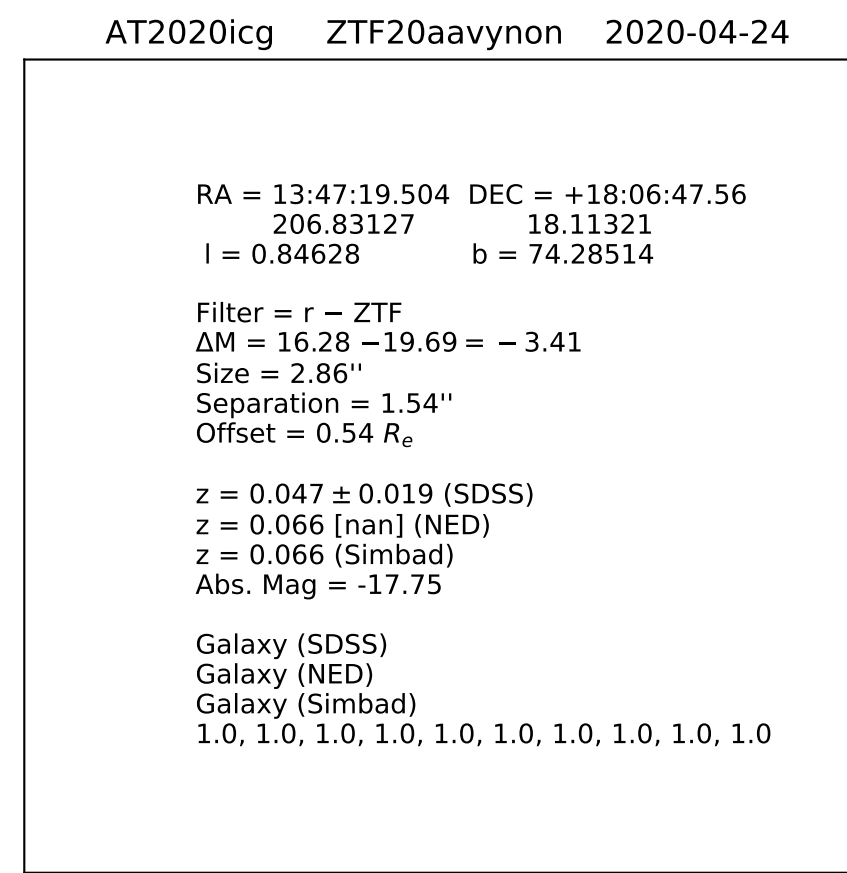 AT2020icg ZTF20aavynon 2020-04-24
RA = 13:47:19.504 DEC = +18:06:47.56
206.83127 18.11321
l = 0.84628 b = 74.28514
Filter = r − ZTF
ΔM = 16.28 −19.69 = − 3.41
Size = 2.86''
Separation = 1.54''
Offset = 0.54 Rₑ
z = 0.047 ± 0.019 (SDSS)
z = 0.066 [nan] (NED)
z = 0.066 (Simbad)
Abs. Mag = -17.75
Galaxy (SDSS)
Galaxy (NED)
Galaxy (Simbad)
1.0, 1.0, 1.0, 1.0, 1.0, 1.0, 1.0, 1.0, 1.0, 1.0